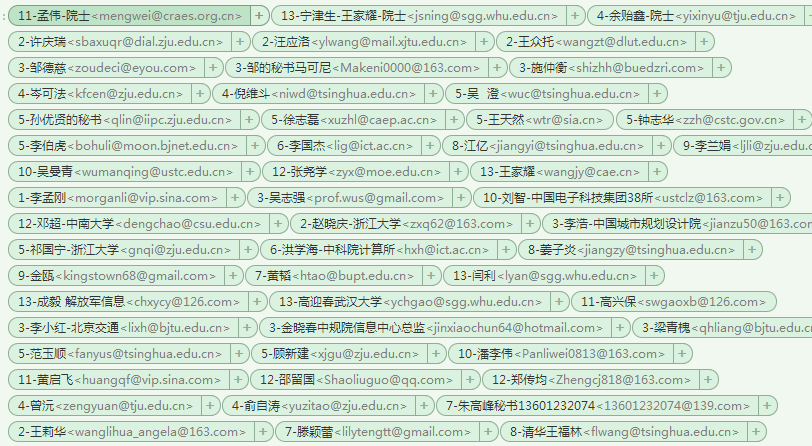 11-孟伟-院士<mengwei@craes.org.cn> + 13-宁津生-王家耀-院士<jsning@sgg.whu.edu.cn> + 4-余贻鑫-院士<yixinyu@tju.edu.cn>
2-许庆瑞<sbaxuqr@dial.zju.edu.cn> + 2-汪应洛<ylwang@mail.xjtu.edu.cn> + 2-王众托<wangzt@dlut.edu.cn> +
3-邹德慈<zoudeci@eyou.com> + 3-邹的秘书马可尼<Makeni0000@163.com> + 3-施仲衡<shizhh@buedzri.com> +
4-岑可法<kfcen@zju.edu.cn> + 4-倪维斗<niwd@tsinghua.edu.cn> + 5-吴 澄<wuc@tsinghua.edu.cn> +
5-孙优贤的秘书<qlin@iipc.zju.edu.cn> + 5-徐志磊<xuzhl@caep.ac.cn> + 5-王天然<wtr@sia.cn> 5-钟志华<zzh@cstc.gov.cn> +
5-李伯虎<bohuli@moon.bjnet.edu.cn> + 6-李国杰<lig@ict.ac.cn> + 8-江亿<jiangyi@tsinghua.edu.cn> + 9-李兰娟<ljli@zju.edu.cn>
10-吴曼青<wumanqing@ustc.edu.cn> + 12-张尧学<zyx@moe.edu.cn> + 13-王家耀<wangjy@cae.cn> +
1-李孟刚<morganli@vip.sina.com> + 3-吴志强<prof.wus@gmail.com> + 10-刘智-中国电子科技集团38所<ustclz@163.com> +
12-邓超-中南大学<dengchao@csu.edu.cn> + 2-赵晓庆-浙江大学<zxq62@163.com> + 3-李浩-中国城市规划设计院<jianzu50@163.com
5-祁国宁-浙江大学<gnqi@zju.edu.cn> + 6-洪学海-中科院计算所<hxh@ict.ac.cn> + 8-姜子炎<jiangzy@tsinghua.edu.cn> +
9-金瓯<kingstown68@gmail.com> + 7-黄韬<htao@bupt.edu.cn> + 13-闫利<lyan@sgg.whu.edu.cn> +
13-成毅 解放军信息<chxycy@126.com> + 13-高迎春武汉大学<ychgao@sgg.whu.edu.cn> + 11-高兴保<swgaoxb@126.com>
3-李小红-北京交通<lixh@bjtu.edu.cn> + 3-金晓春中规院信息中心总监<jinxiaochun64@hotmail.com> + 3-梁青槐<qhliang@bjtu.edu.cn
5-范玉顺<fanyus@tsinghua.edu.cn> + 5-顾新建<xjgu@zju.edu.cn> + 10-潘李伟<Panliwei0813@163.com> +
11-黄启飞<huangqf@vip.sina.com> + 12-邵留国<Shaoliuguo@qq.com> + 12-郑传均<Zhengcj818@163.com> +
4-曾沅<zengyuan@tju.edu.cn> + 4-俞自涛<yuzitao@zju.edu.cn> + 7-朱高峰秘书13601232074<13601232074@139.com> +
2-王莉华<wanglihua_angela@163.com> + 7-滕颖蕾<lilytengtt@gmail.com> + 8-清华王福林<flwang@tsinghua.edu.cn> +